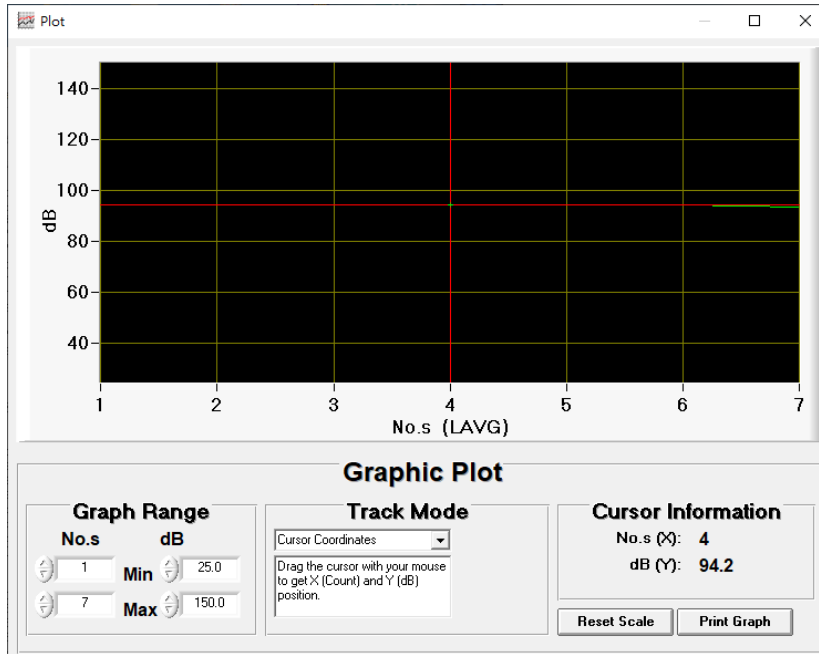 Plot
140
120
100
80
60
40
dB
1 2 3 4 5 6 7
No.s (LAVG)
Graphic Plot
Graph Range
No.s dB
1 Min 25.0
7 Max 150.0
Track Mode
Cursor Coordinates
Drag the cursor with your mouse
to get X (Count) and Y (dB)
position.
Cursor Information
No.s (X): 4
dB (Y): 94.2
Reset Scale Print Graph